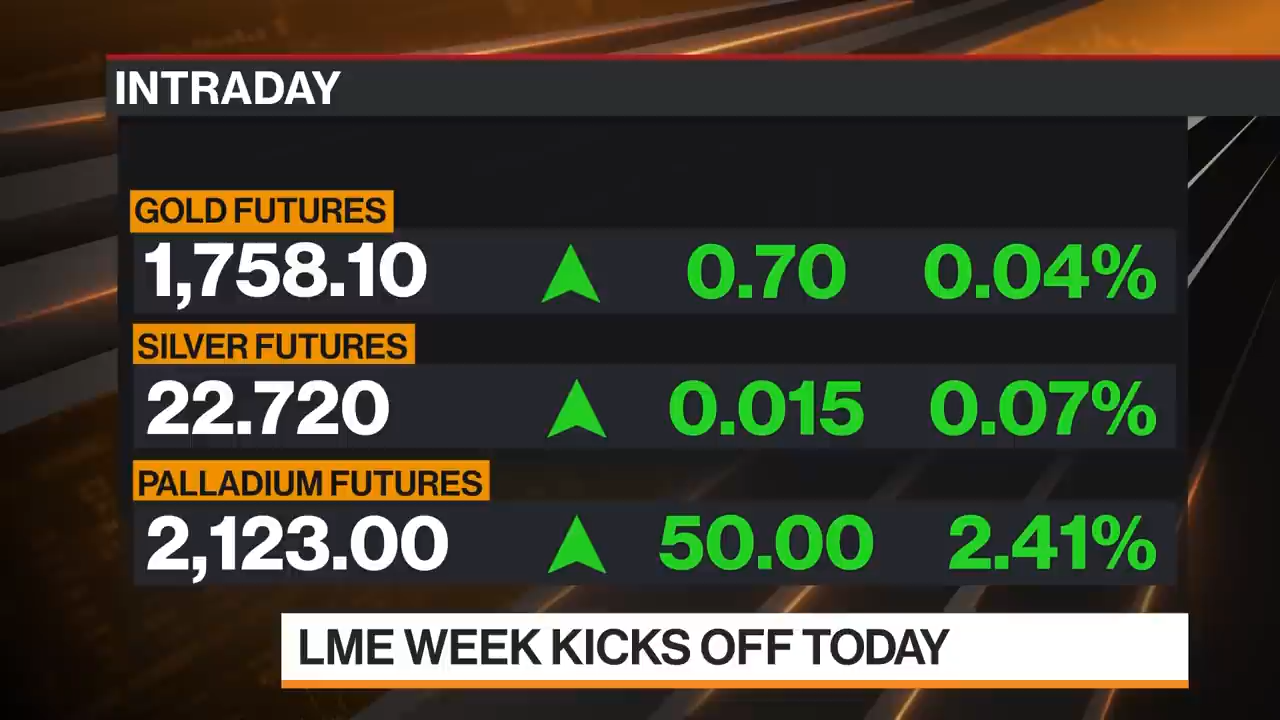 INTRADAY
GOLD FUTURES
1,758.10 ▲ 0.70 0.04%
SILVER FUTURES
22.720 ▲ 0.015 0.07%
PALLADIUM FUTURES
2,123.00 ▲ 50.00 2.41%
LME WEEK KICKS OFF TODAY